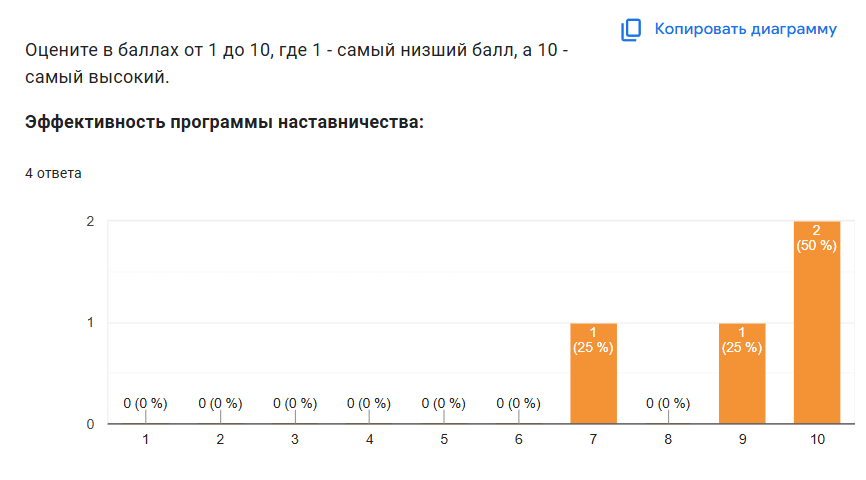 Копировать диаграмму
Оцените в баллах от 1 до 10, где 1 - самый низший балл, а 10 -
самый высокий.
Эффективность программы наставничества:
4 ответа
2
1
0
0 (0 %)
0 (0 %)
0 (0 %)
0 (0 %)
0 (0 %)
0 (0 %)
1
(25 %)
0 (0 %)
1
(25 %)
2
(50 %)
1
2
3
4
5
6
7
8
9
10